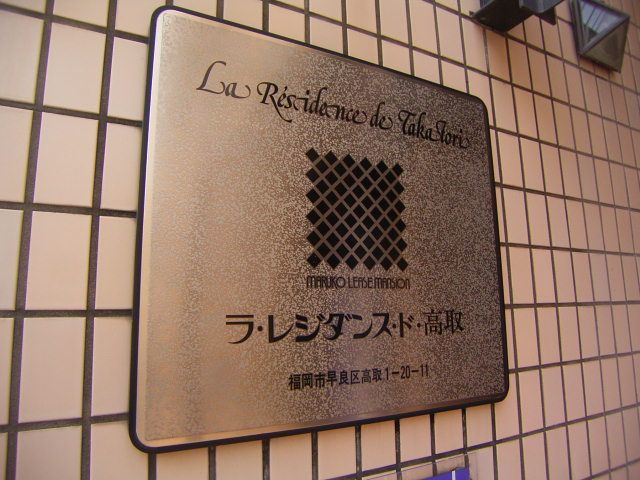 La Résidence de Takatori
MARUKO LEASE MANSION
ラ・レジダンス・ド・高取
福岡市早良区高取1-20-11